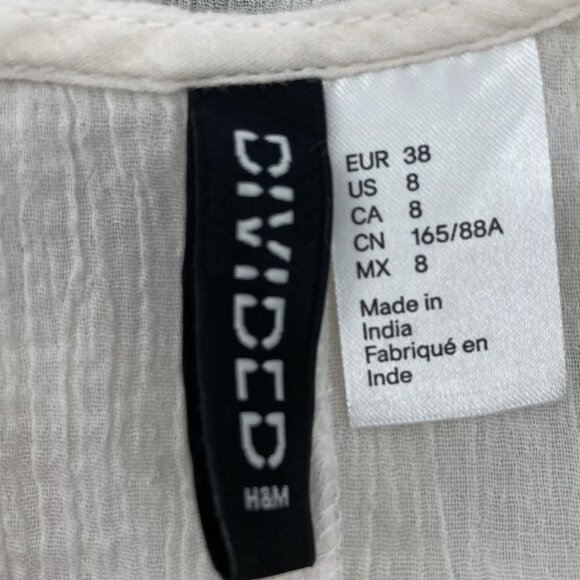 DIVIDED
H&M
EUR 38
US 8
CA 8
CN 165/88A
MX 8
Made in
India
Fabriqué en
Inde